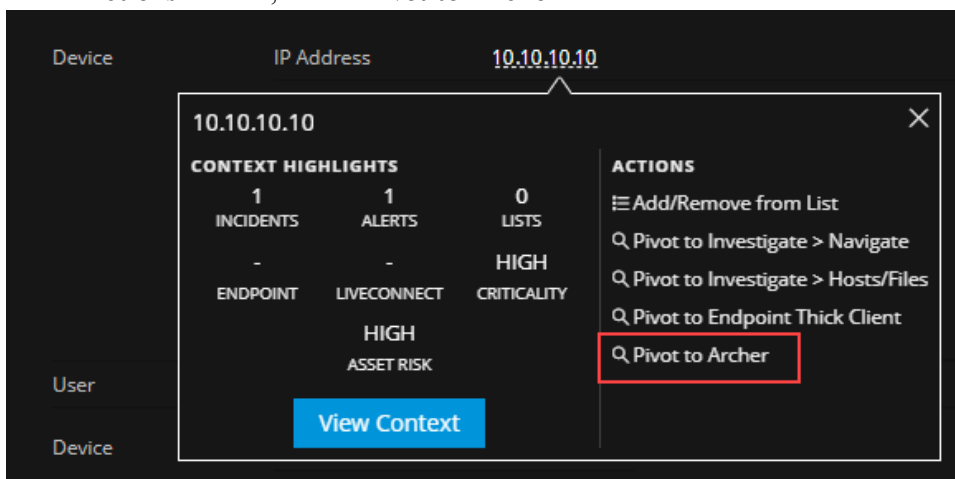 Device IP Address 10.10.10.10
10.10.10.10
CONTEXT HIGHLIGHTS
1 1 0
INCIDENTS ALERTS LISTS
- - HIGH
ENDPOINT LIVECONNECT CRITICALITY
HIGH
ASSET RISK
View Context
ACTIONS
Add/Remove from List
Pivot to Investigate > Navigate
Pivot to Investigate > Hosts/Files
Pivot to Endpoint Thick Client
Pivot to Archer
User
Device